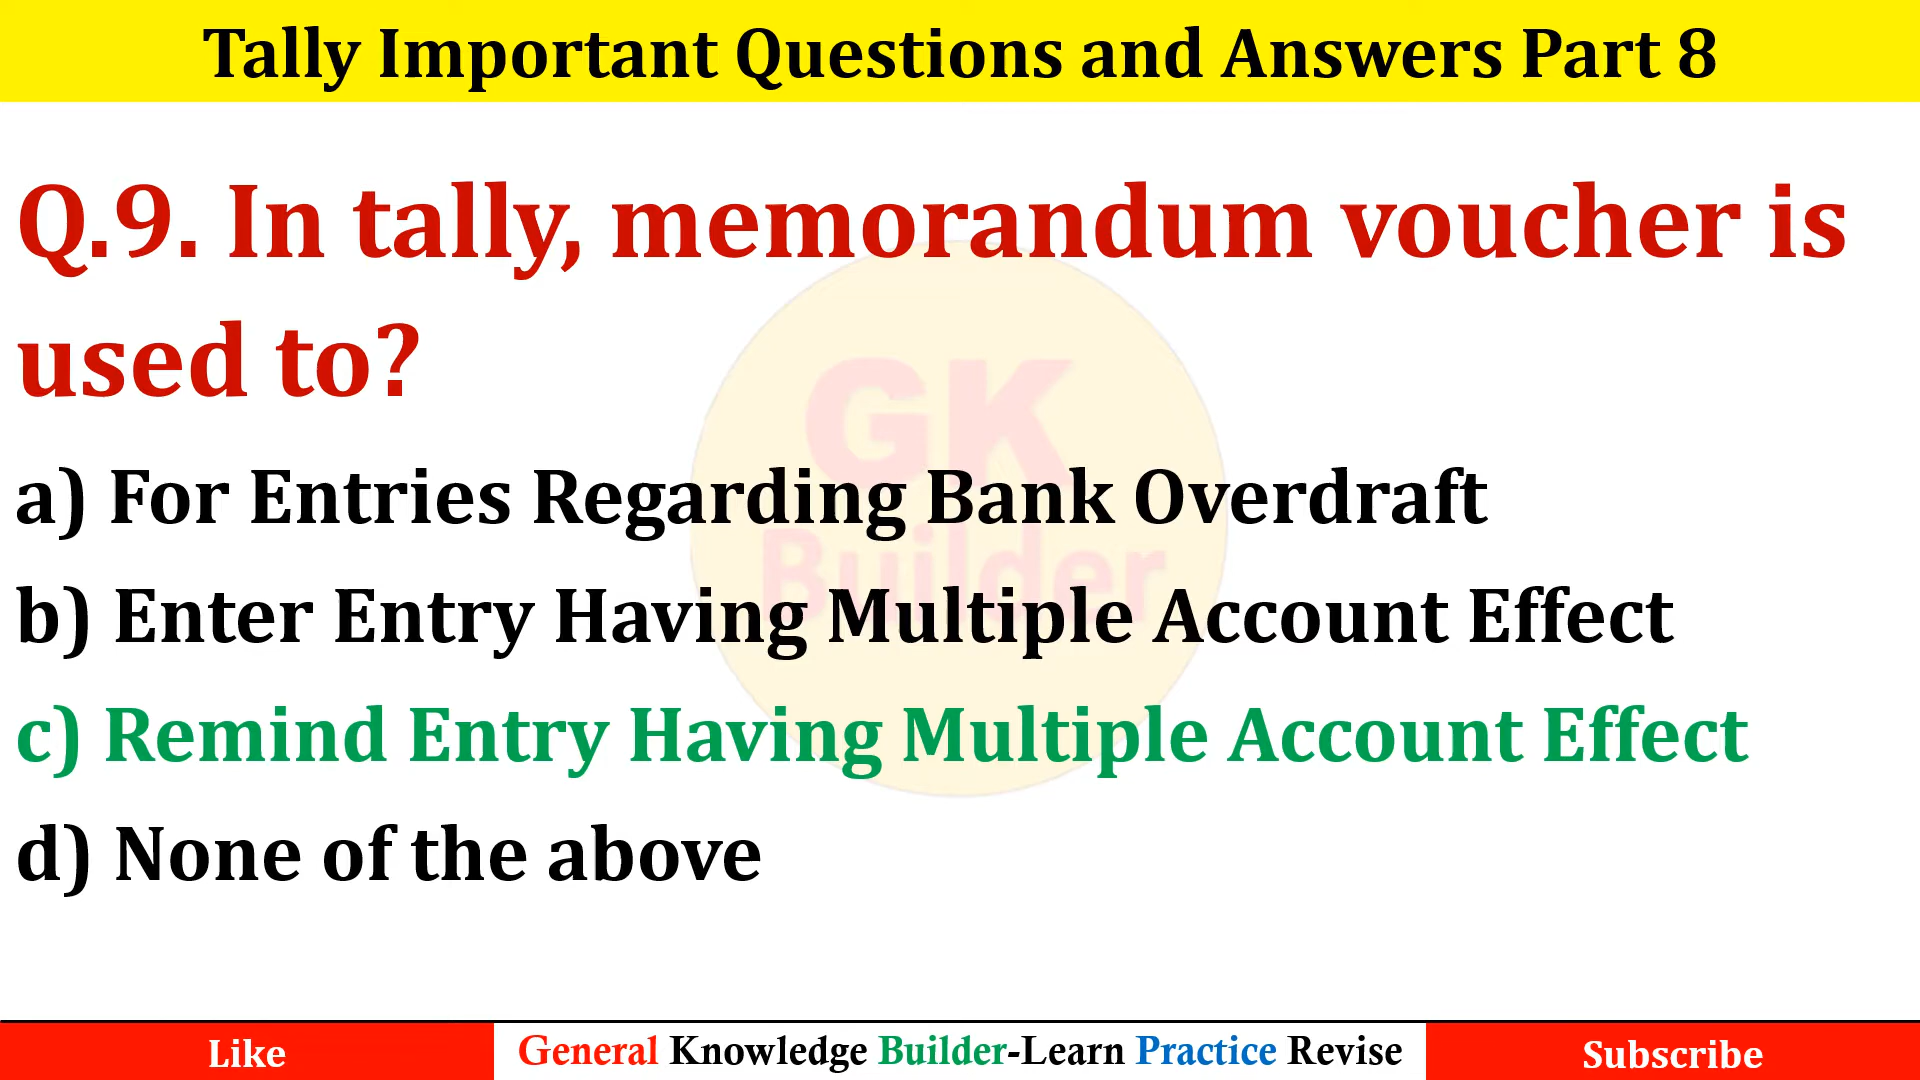 Tally Important Questions and Answers Part 8
Q.9. In tally, memorandum voucher is
used to?
GK
Builder
a) For Entries Regarding Bank Overdraft
b) Enter Entry Having Multiple Account Effect
c) Remind Entry Having Multiple Account Effect
d) None of the above
Like
General Knowledge Builder-Learn Practice Revise
Subscribe